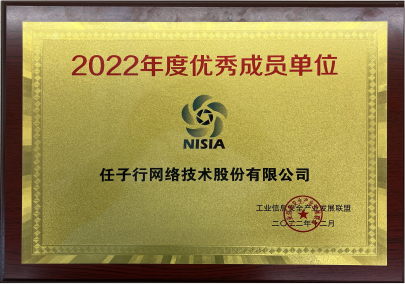 2022年度优秀成员单位
NISIA
任子行网络技术股份有限公司
工业信息安全产业发展联盟
二〇二二年十二月